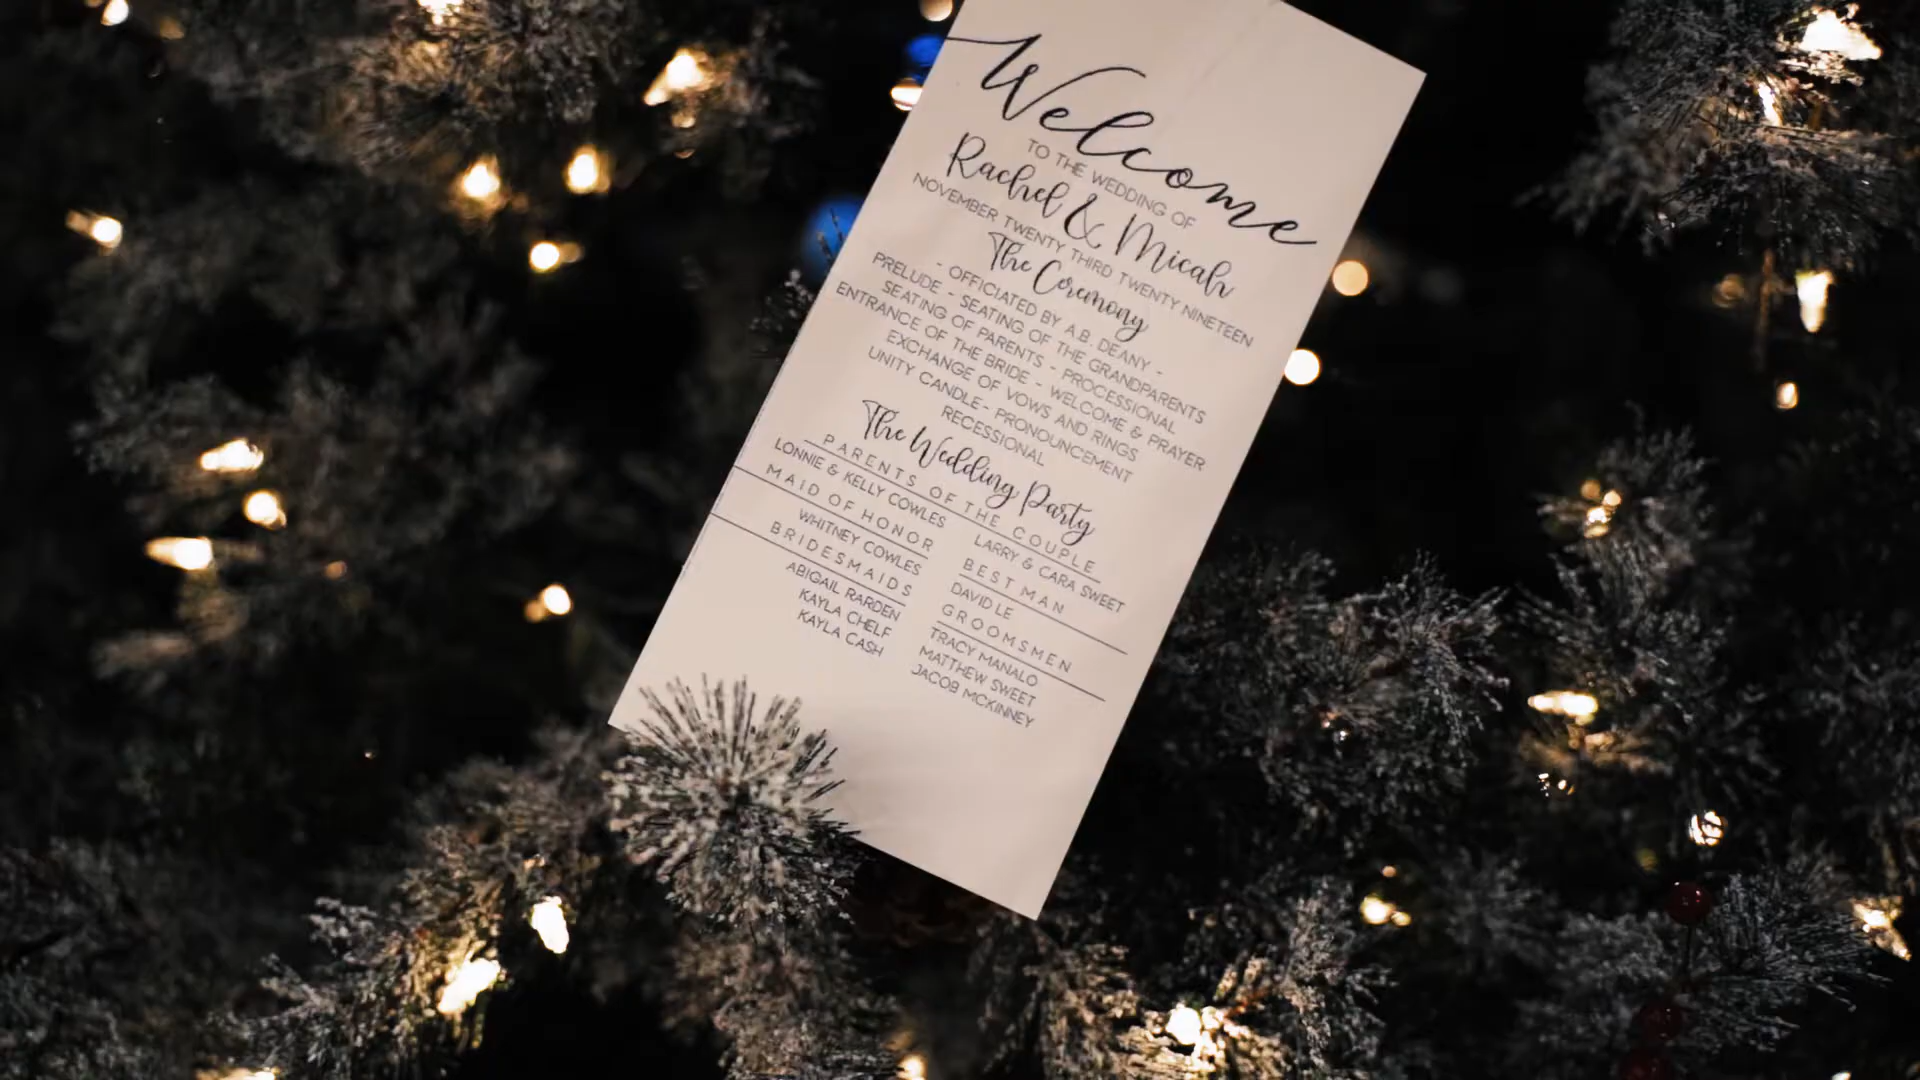 Welcome
TO THE WEDDING OF
Rachel & Micah
NOVEMBER TWENTY THIRD TWENTY NINETEEN
The Ceremony
- OFFICIATED BY A.B. DEANY -
PRELUDE - SEATING OF THE GRANDPARENTS
SEATING OF PARENTS - PROCESSIONAL
ENTRANCE OF THE BRIDE - WELCOME & PRAYER
EXCHANGE OF VOWS AND RINGS
UNITY CANDLE- PRONOUNCEMENT
RECESSIONAL
The Wedding Party
PARENTS OF THE COUPLE
LONNIE & KELLY COWLES
LARRY & CARA SWEET
MAID OF HONOR
WHITNEY COWLES
BRIDESMAIDS
ABIGAIL RARDEN
KAYLA CHELF
KAYLA CASH
BEST MAN
DAVID LE
GROOMSMEN
TRACY MANALO
MATTHEW SWEET
JACOB MCKINNEY